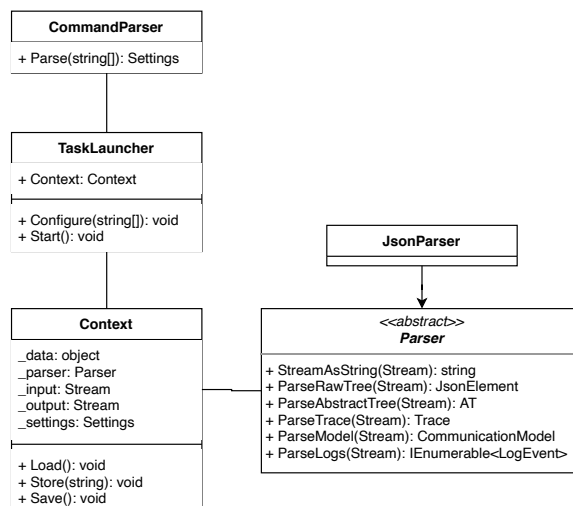 CommandParser
+ Parse(string[]): Settings
TaskLauncher
+ Context: Context
+ Configure(string[]): void
+ Start(): void
JsonParser
Context
_data: object
_parser: Parser
_input: Stream
_output: Stream
_settings: Settings
+ Load(): void
+ Store(string): void
+ Save(): void
<<abstract>>
Parser
+ StreamAsString(Stream): string
+ ParseRawTree(Stream): JsonElement
+ ParseAbstractTree(Stream): AT
+ ParseTrace(Stream): Trace
+ ParseModel(Stream): CommunicationModel
+ ParseLogs(Stream): IEnumerable<LogEvent>